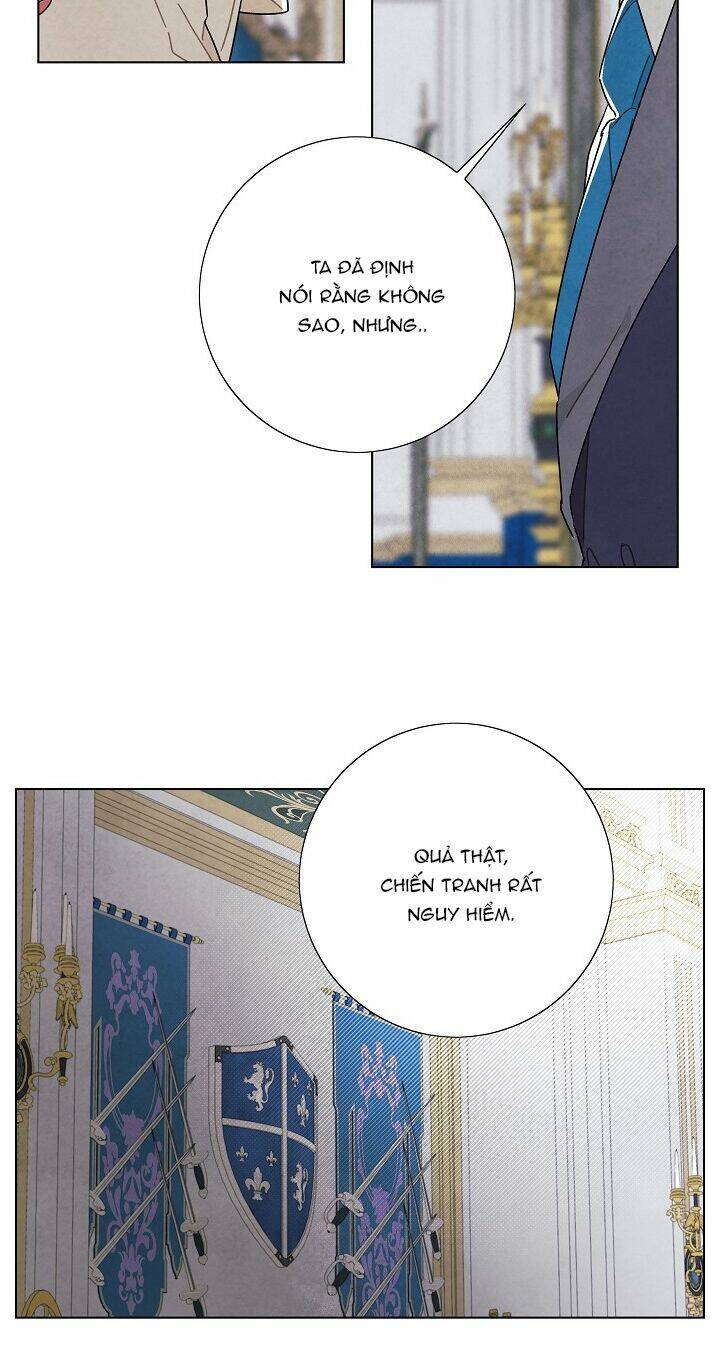 TA ĐÃ ĐỊNH
NÓI RẰNG KHÔNG
SAO, NHƯNG..
QUẢ THẬT,
CHIẾN TRANH RẤT
NGUY HIỂM.